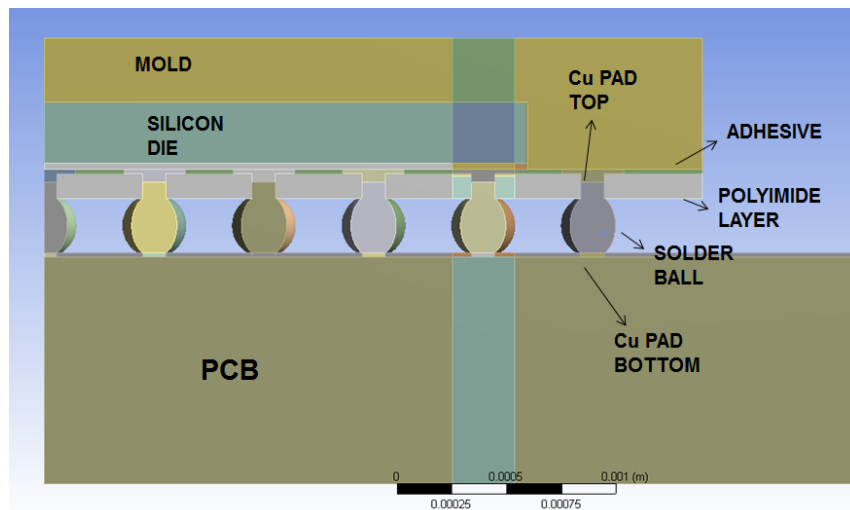 MOLD
Cu PAD
TOP
SILICON
DIE
ADHESIVE
POLYIMIDE
LAYER
SOLDER
BALL
Cu PAD
BOTTOM
PCB
0 0.0005 0.001 (m)
0.00025 0.00075